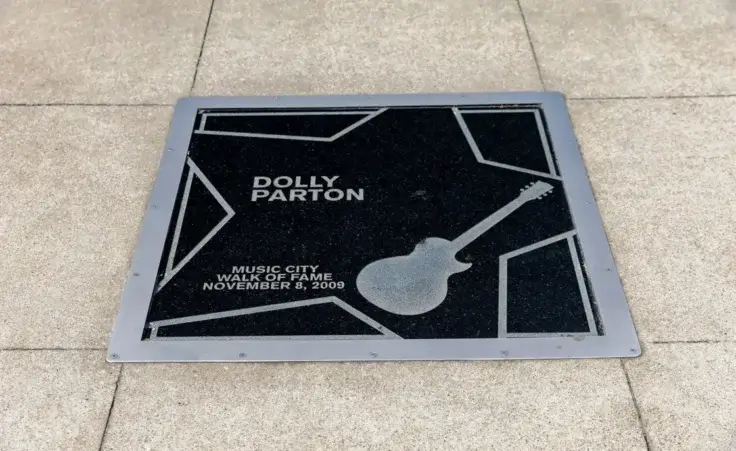 DOLLY
PARTON
MUSIC CITY
WALK OF FAME
NOVEMBER 8, 2009